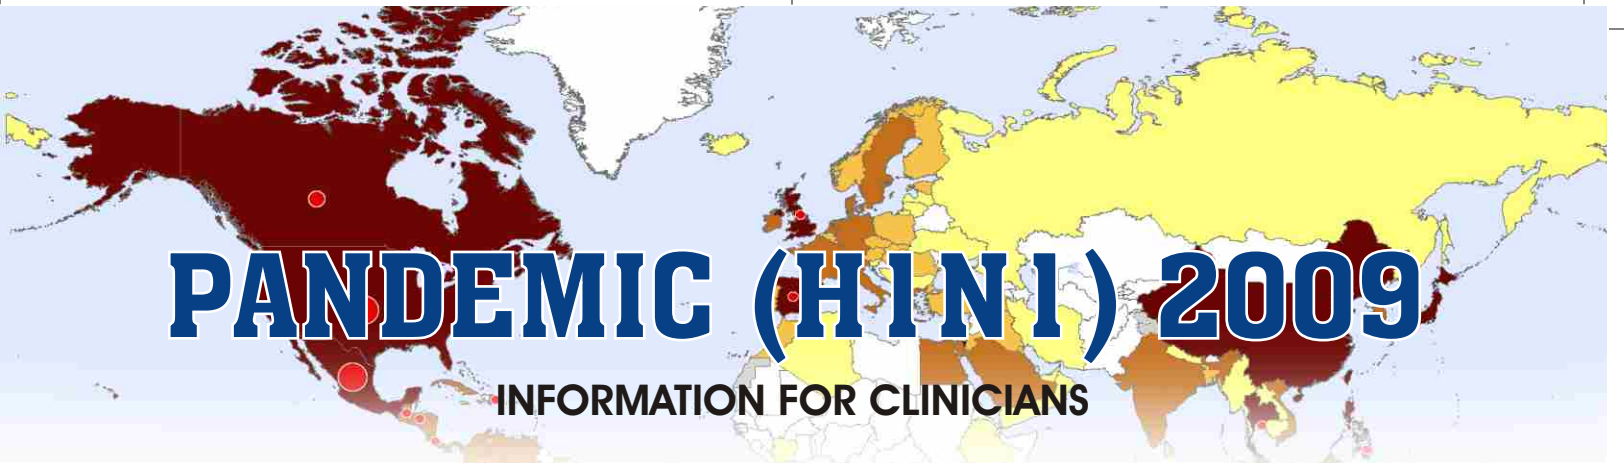 PANDEMIC (H1N1) 2009
INFORMATION FOR CLINICIANS